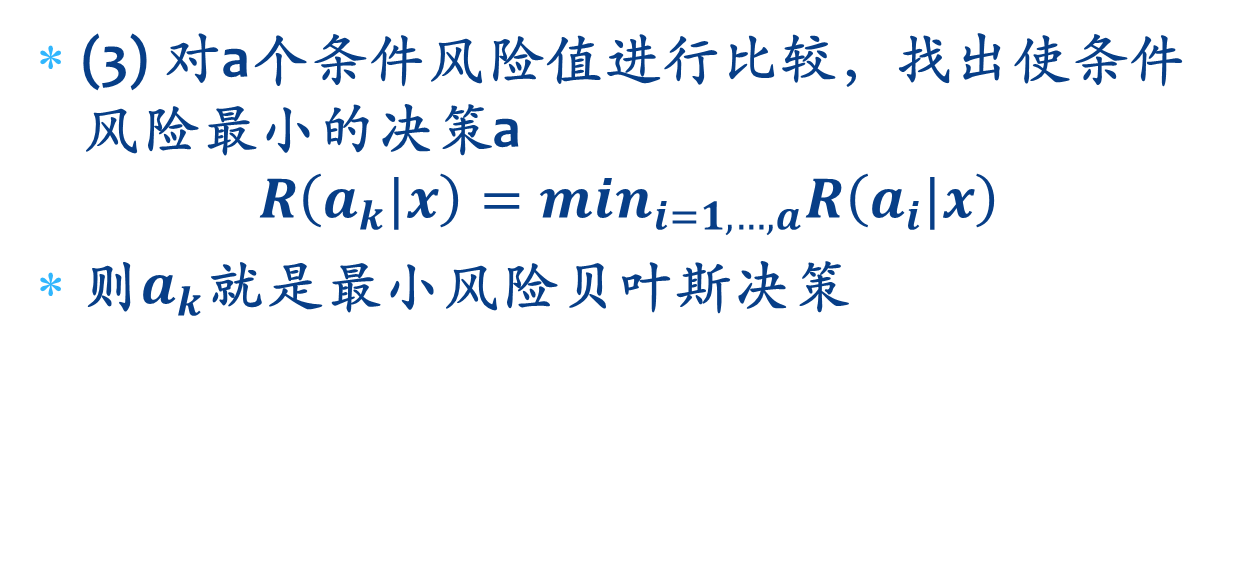 * (3) 对a个条件风险值进行比较，找出使条件
风险最小的决策a
R(a_k|x) = min_{i=1,…,a}R(a_i|x)
* 则a_k就是最小风险贝叶斯决策